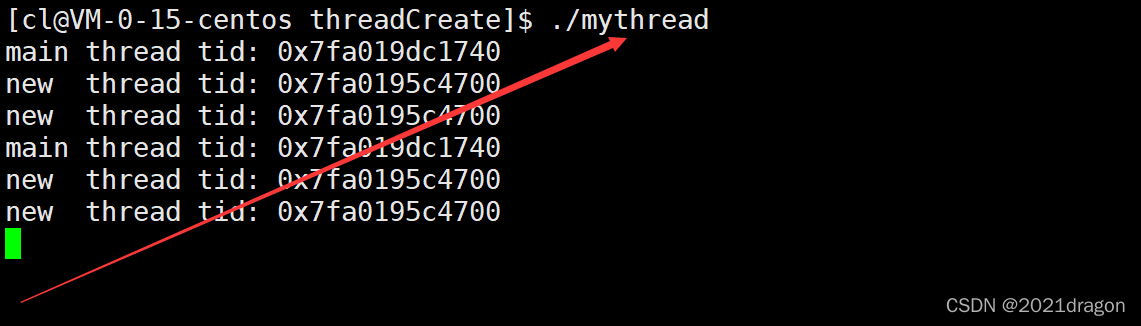 [cl@VM-0-15-centos threadCreate]$ ./mythread
main thread tid: 0x7fa019dc1740
new  thread tid: 0x7fa0195c4700
new  thread tid: 0x7fa0195c4700
main thread tid: 0x7fa019dc1740
new  thread tid: 0x7fa0195c4700
new  thread tid: 0x7fa0195c4700
CSDN @2021dragon